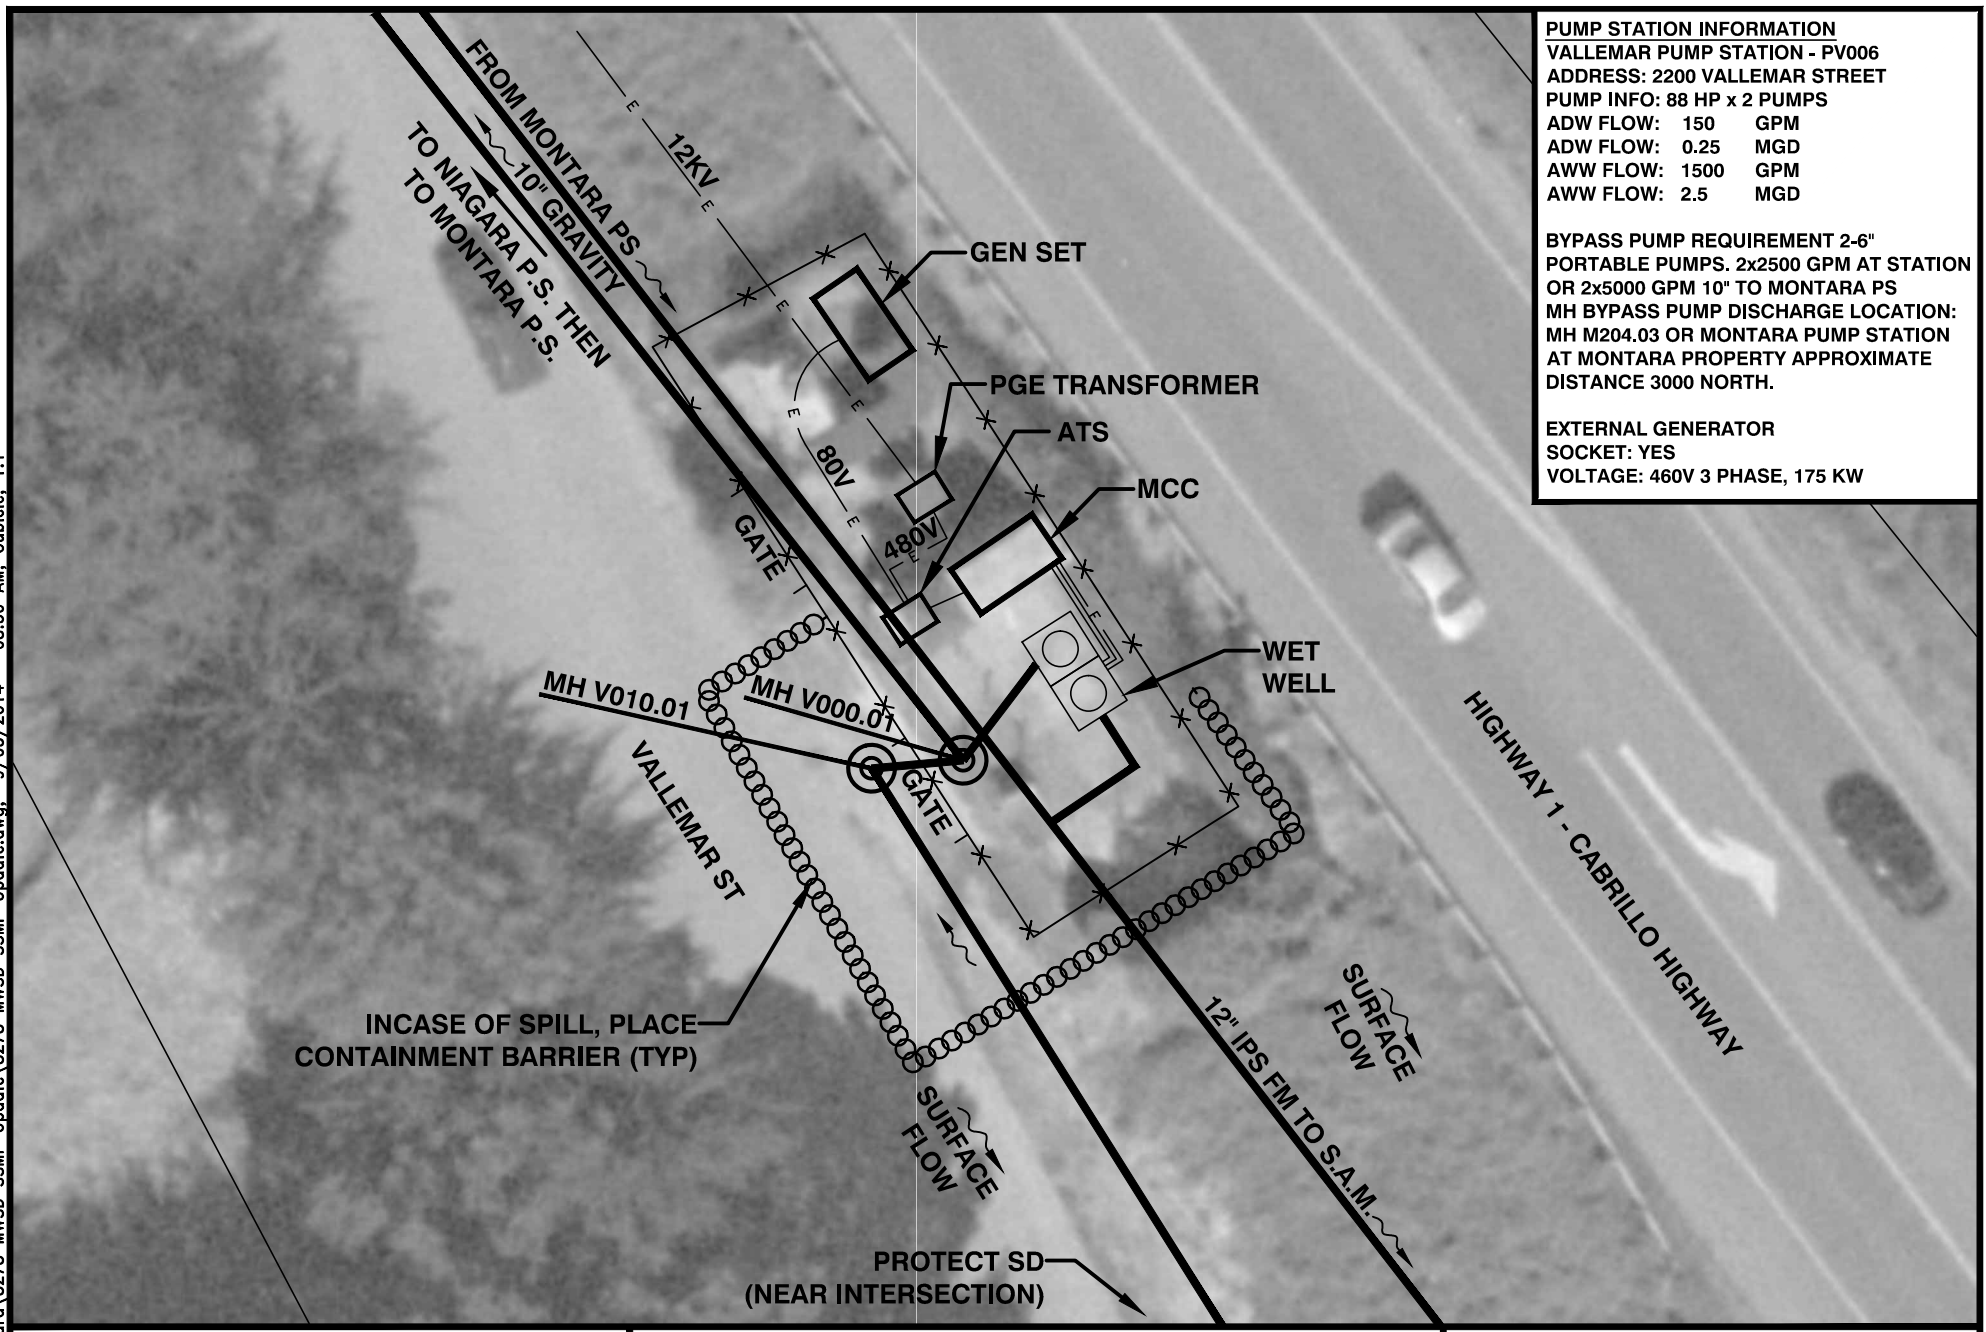 PUMP STATION INFORMATION
VALLEMAR PUMP STATION - PV006
ADDRESS: 2200 VALLEMAR STREET
PUMP INFO: 88 HP x 2 PUMPS
ADW FLOW: 150 GPM
ADW FLOW: 0.25 MGD
AWW FLOW: 1500 GPM
AWW FLOW: 2.5 MGD
BYPASS PUMP REQUIREMENT 2-6"
PORTABLE PUMPS. 2x2500 GPM AT STATION
OR 2x5000 GPM 10" TO MONTARA PS
MH BYPASS PUMP DISCHARGE LOCATION:
MH M204.03 OR MONTARA PUMP STATION
AT MONTARA PROPERTY APPROXIMATE
DISTANCE 3000 NORTH.
EXTERNAL GENERATOR
SOCKET: YES
VOLTAGE: 460V 3 PHASE, 175 KW
FROM MONTARA PS
10" GRAVITY
TO NIAGARA P.S. THEN
TO MONTARA P.S.
E
12KV
E
GEN SET
E
E
E
PGE TRANSFORMER
ATS
80V
E
MCC
480V
E
GATE
E
WET
WELL
MH V010.01
MH V000.01
GATE
VALLEMAR ST
HIGHWAY 1 - CABRILLO HIGHWAY
INCASE OF SPILL, PLACE
CONTAINMENT BARRIER (TYP)
SURFACE
FLOW
12" IPS FM TO S.A.M.
SURFACE
FLOW
PROTECT SD
(NEAR INTERSECTION)